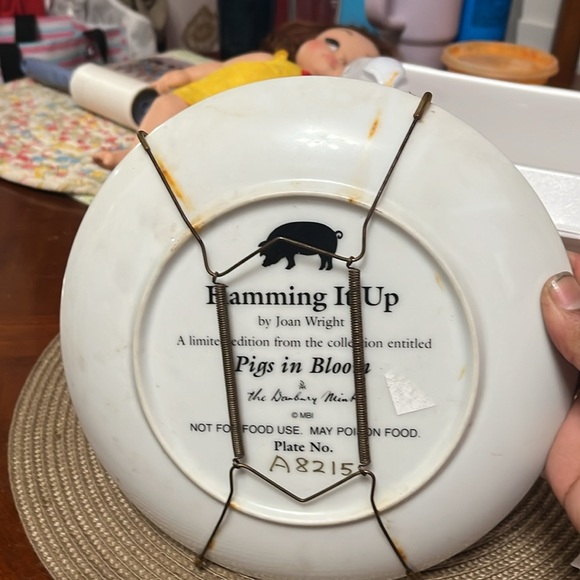 Hamming It Up
by Joan Wright
A limited edition from the collection entitled
Pigs in Bloom
the Danbury Mint
© MBI
NOT FOR FOOD USE. MAY POISON FOOD.
Plate No.
A8215